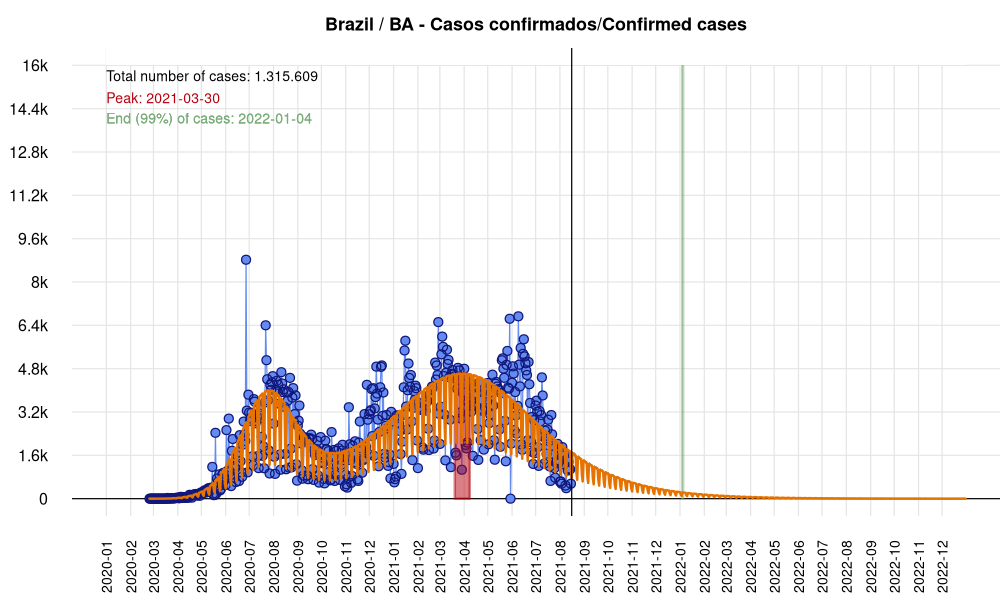 Brazil / BA - Casos confirmados/Confirmed cases
Total number of cases: 1.315.609
Peak: 2021-03-30
End (99%) of cases: 2022-01-04
16k
14.4k
12.8k
11.2k
9.6k
8k
6.4k
4.8k
3.2k
1.6k
0
2020-01
2020-02
2020-03
2020-04
2020-05
2020-06
2020-07
2020-08
2020-09
2020-10
2020-11
2020-12
2021-01
2021-02
2021-03
2021-04
2021-05
2021-06
2021-07
2021-08
2021-09
2021-10
2021-11
2021-12
2022-01
2022-02
2022-03
2022-04
2022-05
2022-06
2022-07
2022-08
2022-09
2022-10
2022-11
2022-12